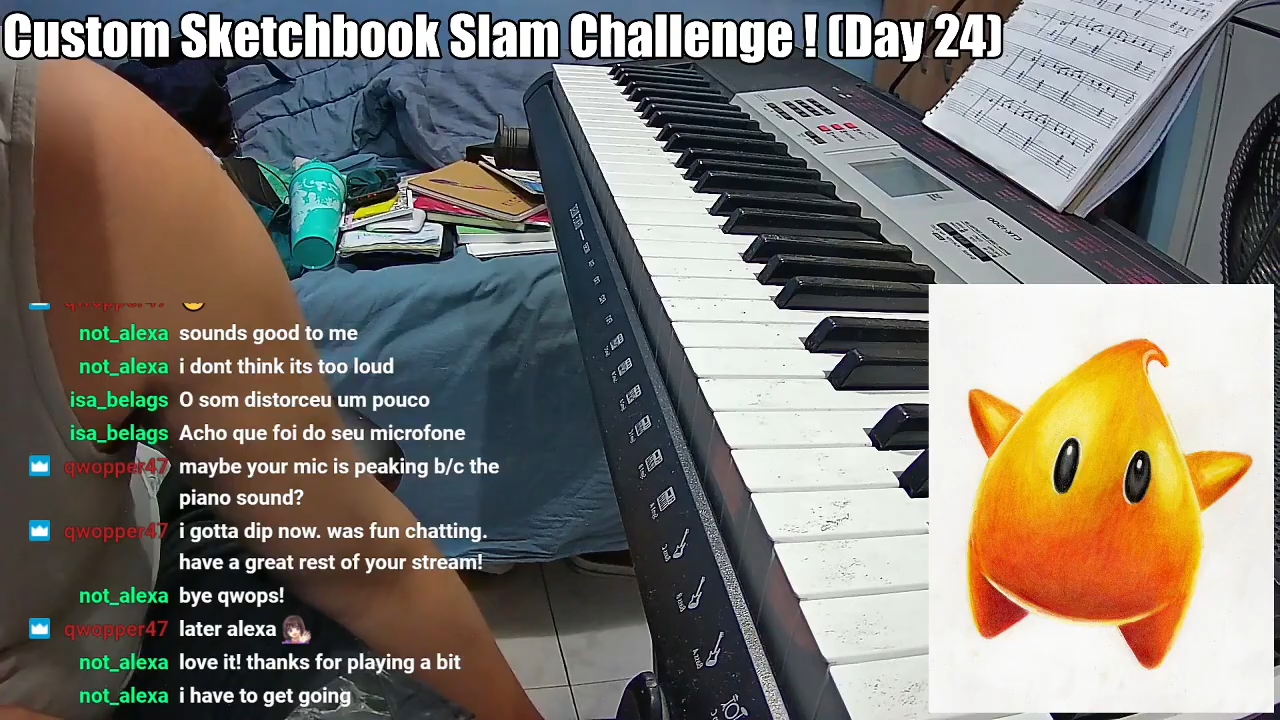 Custom Sketchbook Slam Challenge ! (Day 24)
qwopper47
not_alexa sounds good to me
not_alexa i dont think its too loud
isa_belags O som distorceu um pouco
isa_belags Acho que foi do seu microfone
qwopper47 maybe your mic is peaking b/c the
piano sound?
qwopper47 i gotta dip now. was fun chatting.
have a great rest of your stream!
not_alexa bye qwops!
qwopper47 later alexa
not_alexa love it! thanks for playing a bit
not_alexa i have to get going